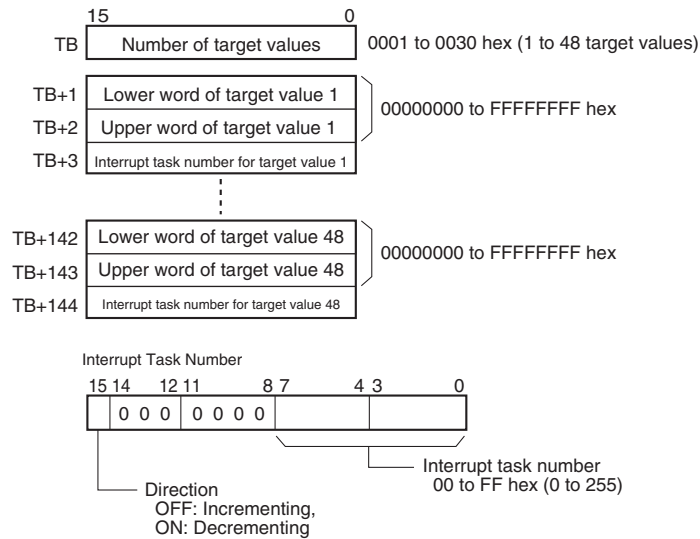 15 0
TB Number of target values 0001 to 0030 hex (1 to 48 target values)
TB+1 Lower word of target value 1
00000000 to FFFFFFFF hex
TB+2 Upper word of target value 1
TB+3 Interrupt task number for target value 1
TB+142 Lower word of target value 48
00000000 to FFFFFFFF hex
TB+143 Upper word of target value 48
TB+144 Interrupt task number for target value 48
Interrupt Task Number
15 14 12 11 8 7 4 3 0
0 0 0 0 0 0 0
Interrupt task number
00 to FF hex (0 to 255)
Direction
OFF: Incrementing,
ON: Decrementing